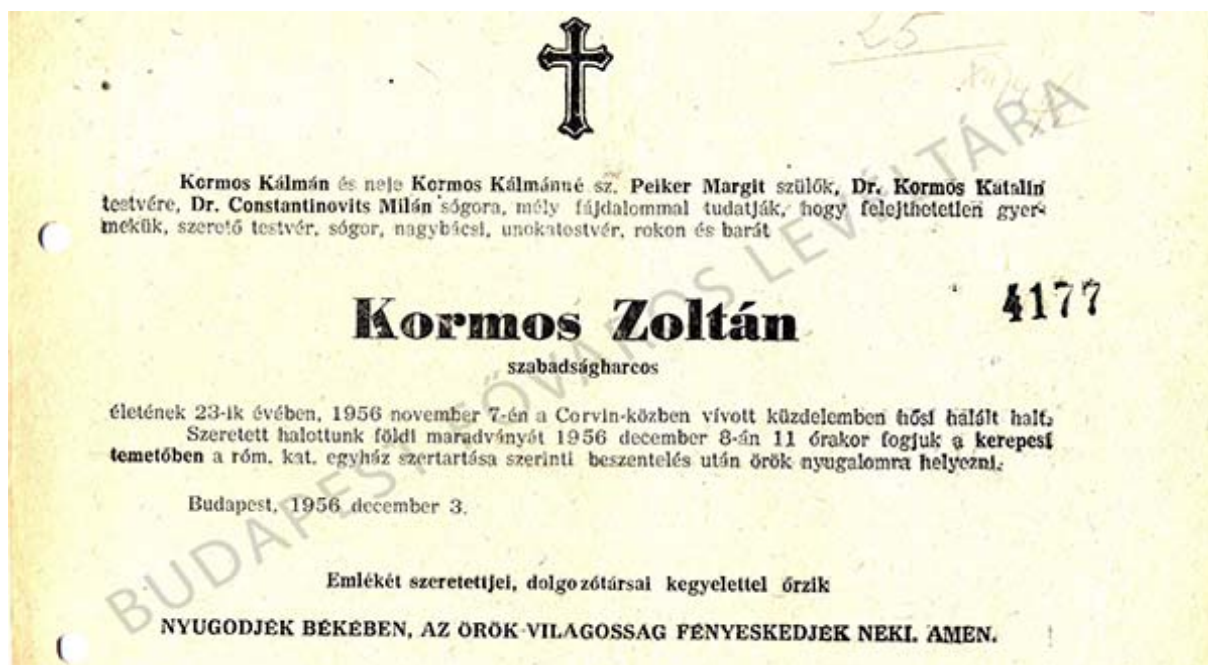 Kormos Kálmán és neje Kormos Kálmánné sz. Peiker Margit szülők, Dr. Kormos Katalin
testvére, Dr. Constantinovits Milán sógora, mély fájdalommal tudatják, hogy felejthetetlen gyer-
mekük, szerető testvér, sógor, nagybácsi, unokatestvér, rokon és barát
Kormos Zoltán
4177
szabadságharcos
életének 23-ik évében, 1956 november 7-én a Corvin-közben vívott küzdelemben hősi halált halt.
Szeretett halottunk földi maradványát 1956 december 8-án 11 órakor fogjuk a kerepesi
temetőben a róm. kat. egyház szertartása szerinti beszentelés után örök nyugalomra helyezni.
Budapest, 1956 december 3.
Emlékét szeretettjei, dolgozótársai kegyelettel őrzik
NYUGODJÉK BÉKÉBEN, AZ ÖRÖK VILAGOSSAG FÉNYESKEDJÉK NEKI. AMEN.
25
BUDAPEST FŐVÁROS LEVÉLTÁRA